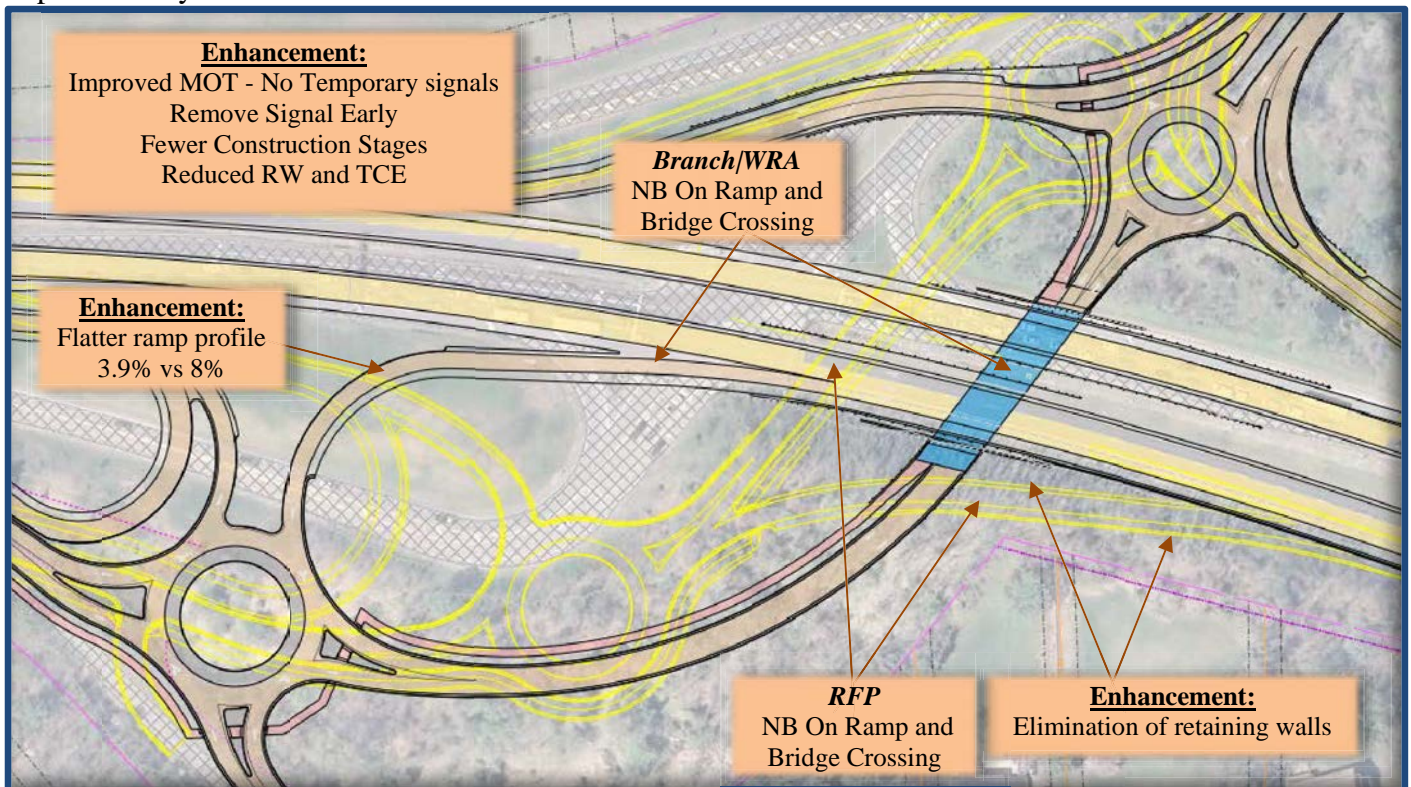 Enhancement:
Improved MOT - No Temporary signals
Remove Signal Early
Fewer Construction Stages
Reduced RW and TCE
Branch/WRA
NB On Ramp and
Bridge Crossing
Enhancement:
Flatter ramp profile
3.9% vs 8%
RFP
NB On Ramp and
Bridge Crossing
Enhancement:
Elimination of retaining walls